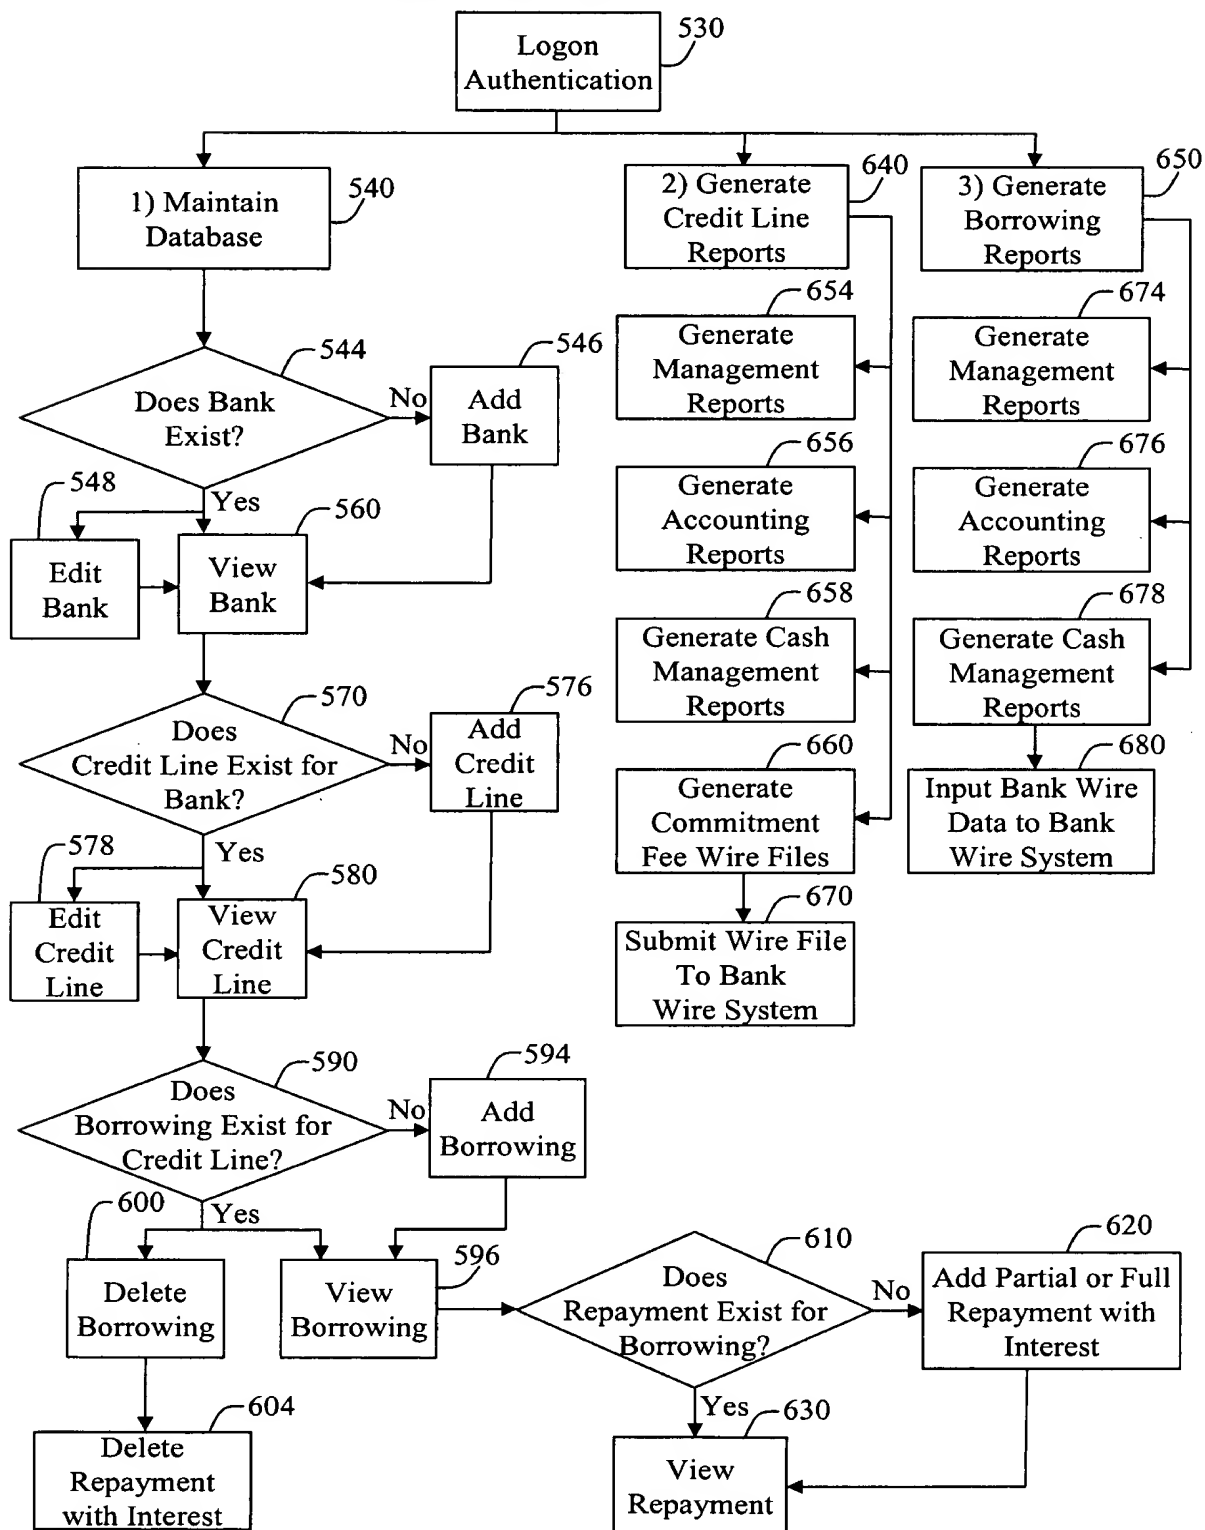 530
Logon
Authentication
1) Maintain
Database
540
2) Generate
Credit Line
Reports
640
3) Generate
Borrowing
Reports
650
654
Generate
Management
Reports
674
Generate
Management
Reports
544
Does Bank
Exist?
No
546
Add
Bank
656
Generate
Accounting
Reports
676
Generate
Accounting
Reports
Yes
548
Edit
Bank
560
View
Bank
658
Generate Cash
Management
Reports
678
Generate Cash
Management
Reports
570
Does
Credit Line Exist for
Bank?
No
576
Add
Credit
Line
660
Generate
Commitment
Fee Wire Files
680
Input Bank Wire
Data to Bank
Wire System
Yes
578
Edit
Credit
Line
580
View
Credit
Line
670
Submit Wire File
To Bank
Wire System
590
Does
Borrowing Exist for
Credit Line?
No
594
Add
Borrowing
Yes
600
Delete
Borrowing
596
View
Borrowing
610
Does
Repayment Exist for
Borrowing?
No
620
Add Partial or Full
Repayment with
Interest
604
Delete
Repayment
with Interest
Yes
630
View
Repayment